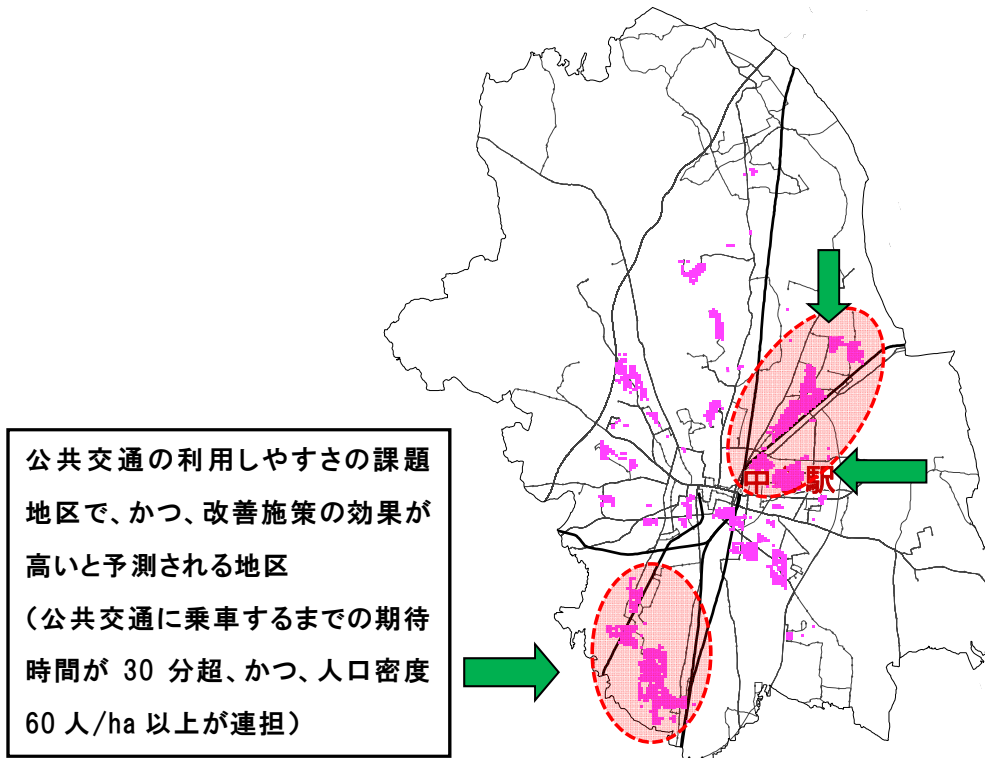 公共交通の利用しやすさの課題
地区で、かつ、改善施策の効果が
高いと予測される地区
(公共交通に乗車するまでの期待
時間が 30 分超、かつ、人口密度
60 人/ha 以上が連担)
駅